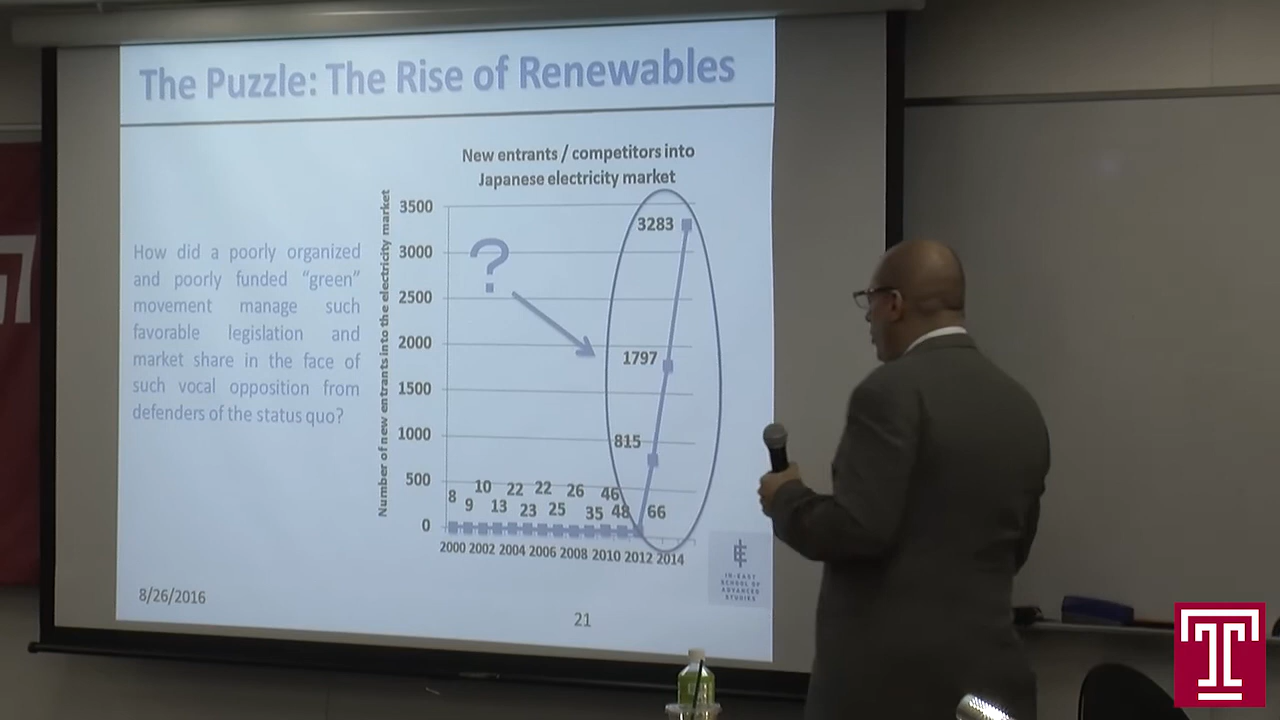 The Puzzle: The Rise of Renewables
How did a poorly organized
and poorly funded “green”
movement manage such
favorable legislation and
market share in the face of
such vocal opposition from
defenders of the status quo?
New entrants / competitors into
Japanese electricity market
Number of new entrants into the electricity market
3500
3000
2500
2000
1500
1000
500
0
?
3283
1797
815
66
8
9
10
13
22
23
22
25
26
35
46
48
2000 2002 2004 2006 2008 2010 2012 2014
IN-EAST
SCHOOL OF
ADVANCED
STUDIES
8/26/2016
21